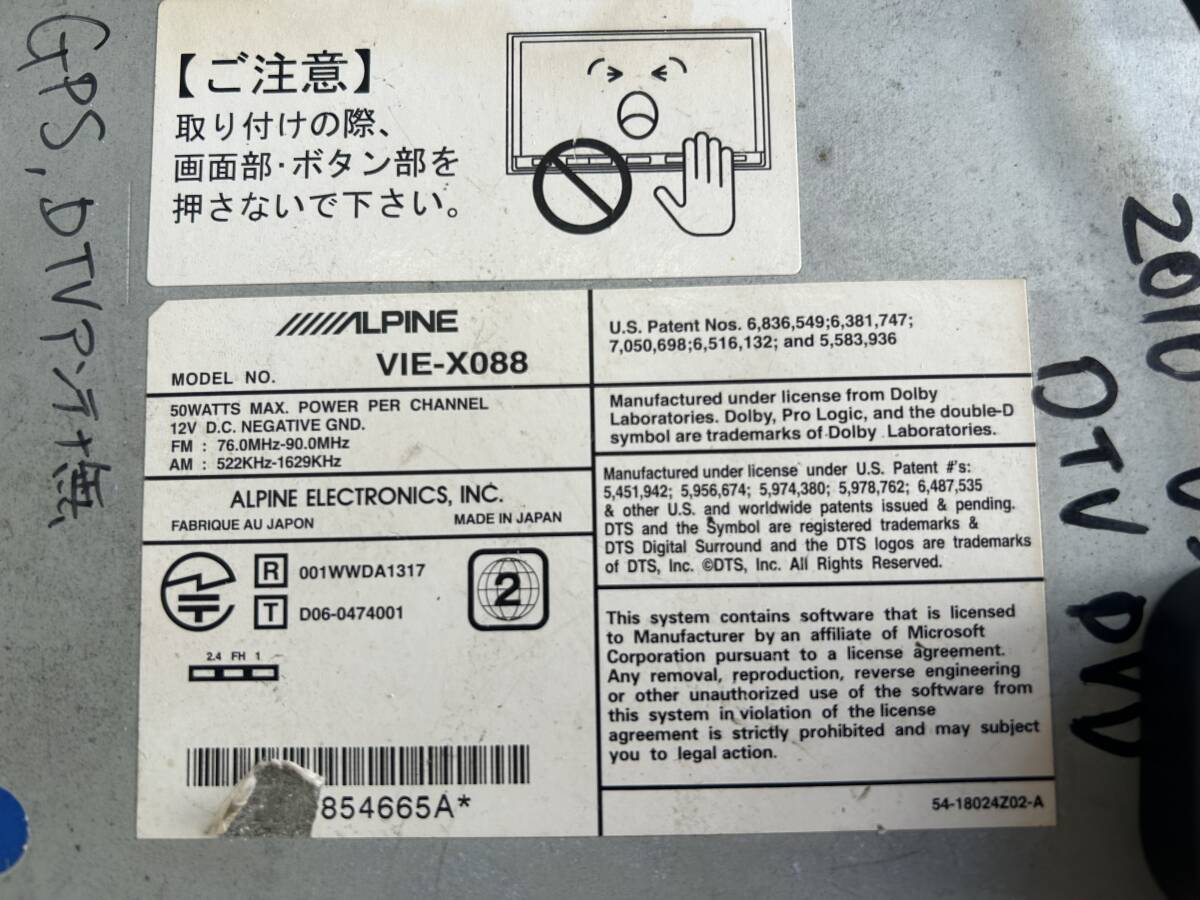 【ご注意】
取り付けの際、
画面部・ボタン部を
押さないで下さい。
GPS,DTVアンテナ無
ALPINE
MODEL NO. VIE-X088
50WATTS MAX. POWER PER CHANNEL
12V D.C. NEGATIVE GND.
FM : 76.0MHz-90.0MHz
AM : 522KHz-1629KHz
ALPINE ELECTRONICS, INC.
FABRIQUE AU JAPON MADE IN JAPAN
R 001WWDA1317
T D06-0474001
2
2.4 FH 1
854665A*
U.S. Patent Nos. 6,836,549;6,381,747;
7,050,698;6,516,132; and 5,583,936
Manufactured under license from Dolby
Laboratories. Dolby, Pro Logic, and the double-D
symbol are trademarks of Dolby Laboratories.
Manufactured under license under U.S. Patent #'s:
5,451,942; 5,956,674; 5,974,380; 5,978,762; 6,487,535
& other U.S. and worldwide patents issued & pending.
DTS and the Symbol are registered trademarks &
DTS Digital Surround and the DTS logos are trademarks
of DTS, Inc. ©DTS, Inc. All Rights Reserved.
This system contains software that is licensed
to Manufacturer by an affiliate of Microsoft
Corporation pursuant to a license agreement.
Any removal, reproduction, reverse engineering
or other unauthorized use of the software from
this system in violation of the license
agreement is strictly prohibited and may subject
you to legal action.
54-18024Z02-A
2010
DTV DVD